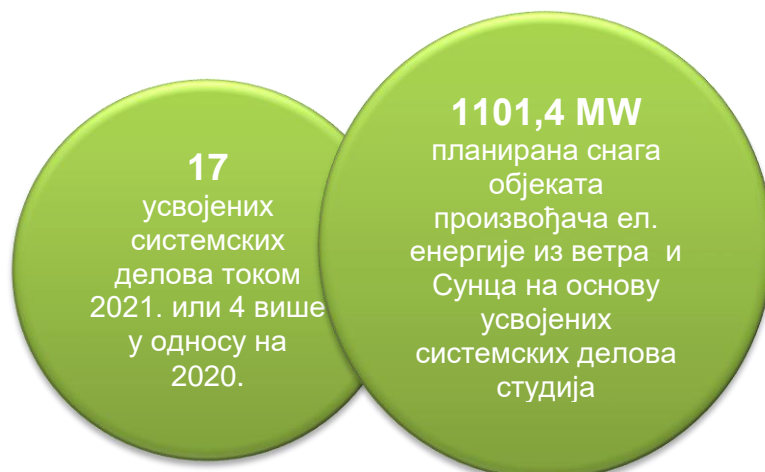 17
усвојених
системских
делова током
2021. или 4 више
у односу на
2020.
1101,4 MW
планирана снага
објеката
произвођача ел.
енергије из ветра и
Сунца на основу
усвојених
системских делова
студија